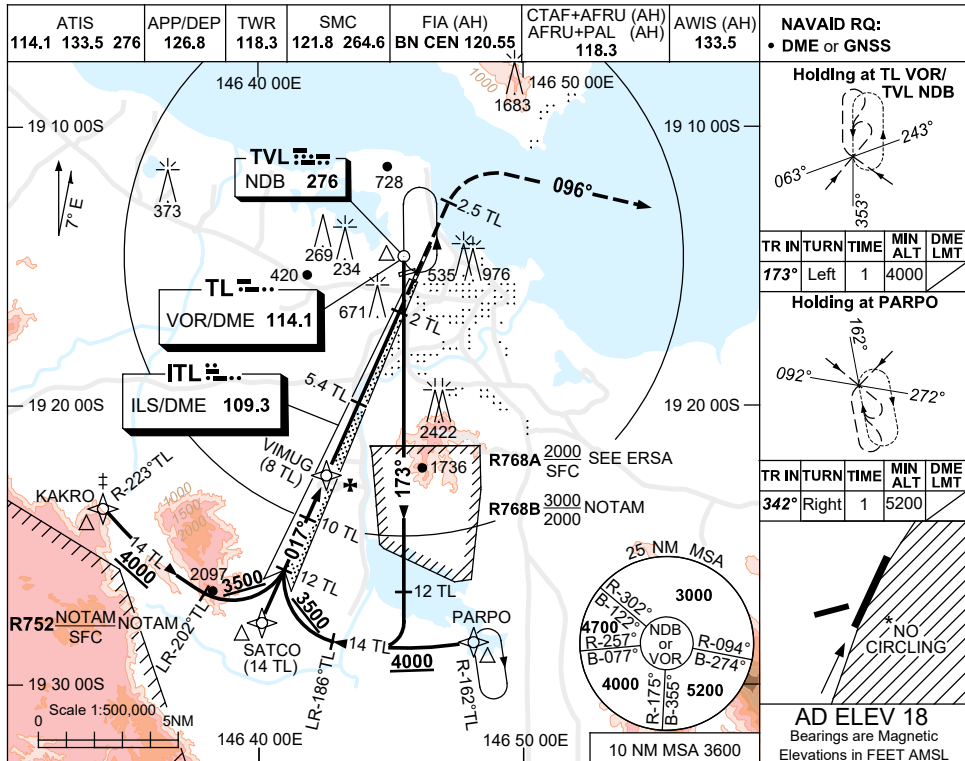 ATIS
114.1 133.5 276
APP/DEP
126.8
TWR
118.3
SMC
121.8 264.6
FIA (AH)
BN CEN 120.55
CTAF+AFRU (AH)
AFRU+PAL (AH)
118.3
AWIS (AH)
133.5
NAVAID RQ:
• DME or GNSS
146 40 00E
146 50 00E
1000
1683
19 10 00S
19 10 00S
7° E
373
TVL
NDB 276
728
2.5 TL
096°
269
234
420
535
976
671
TL
VOR/DME 114.1
2 TL
ITL
ILS/DME 109.3
5.4 TL
19 20 00S
19 20 00S
2422
1736
VIMUG
(8 TL)
173°
R768A 2000
SFC SEE ERSA
R768B 3000
2000 NOTAM
KAKRO
‡
R-223°TL
1000
1500
2000
10 TL
017°
14 TL
4000
2097
3500
12 TL
3500
12 TL
R752 NOTAM
SFC NOTAM
LR-202°TL
SATCO
(14 TL)
LR-186°TL
14 TL
4000
PARPO
R-162°TL
19 30 00S
Scale 1:500,000
0
5NM
146 40 00E
146 50 00E
25 NM MSA
3000
R-302°
B-122°
4700
R-257°
B-077°
NDB
or
VOR
R-094°
B-274°
4000
R-175°
B-355°
5200
10 NM MSA 3600
Holding at TL VOR/
TVL NDB
243°
063°
353°
TR IN TURN TIME MIN ALT DME LMT
173° Left 1 4000
Holding at PARPO
162°
092°
272°
TR IN TURN TIME MIN ALT DME LMT
342° Right 1 5200
*NO
CIRCLING
AD ELEV 18
Bearings are Magnetic
Elevations in FEET AMSL